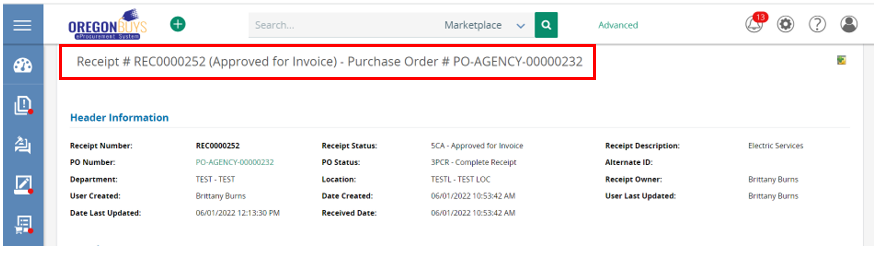 OREGONBUYS
eProcurement System
Search...
Marketplace
Advanced
13
Receipt # REC0000252 (Approved for Invoice) - Purchase Order # PO-AGENCY-00000232
Header Information
Receipt Number: REC0000252 Receipt Status: 5CA - Approved for Invoice Receipt Description: Electric Services
PO Number: PO-AGENCY-00000232 PO Status: 3PCR - Complete Receipt Alternate ID:
Department: TEST - TEST Location: TESTL - TEST LOC Receipt Owner: Brittany Burns
User Created: Brittany Burns Date Created: 06/01/2022 10:53:42 AM User Last Updated: Brittany Burns
Date Last Updated: 06/01/2022 12:13:30 PM Received Date: 06/01/2022 10:53:42 AM